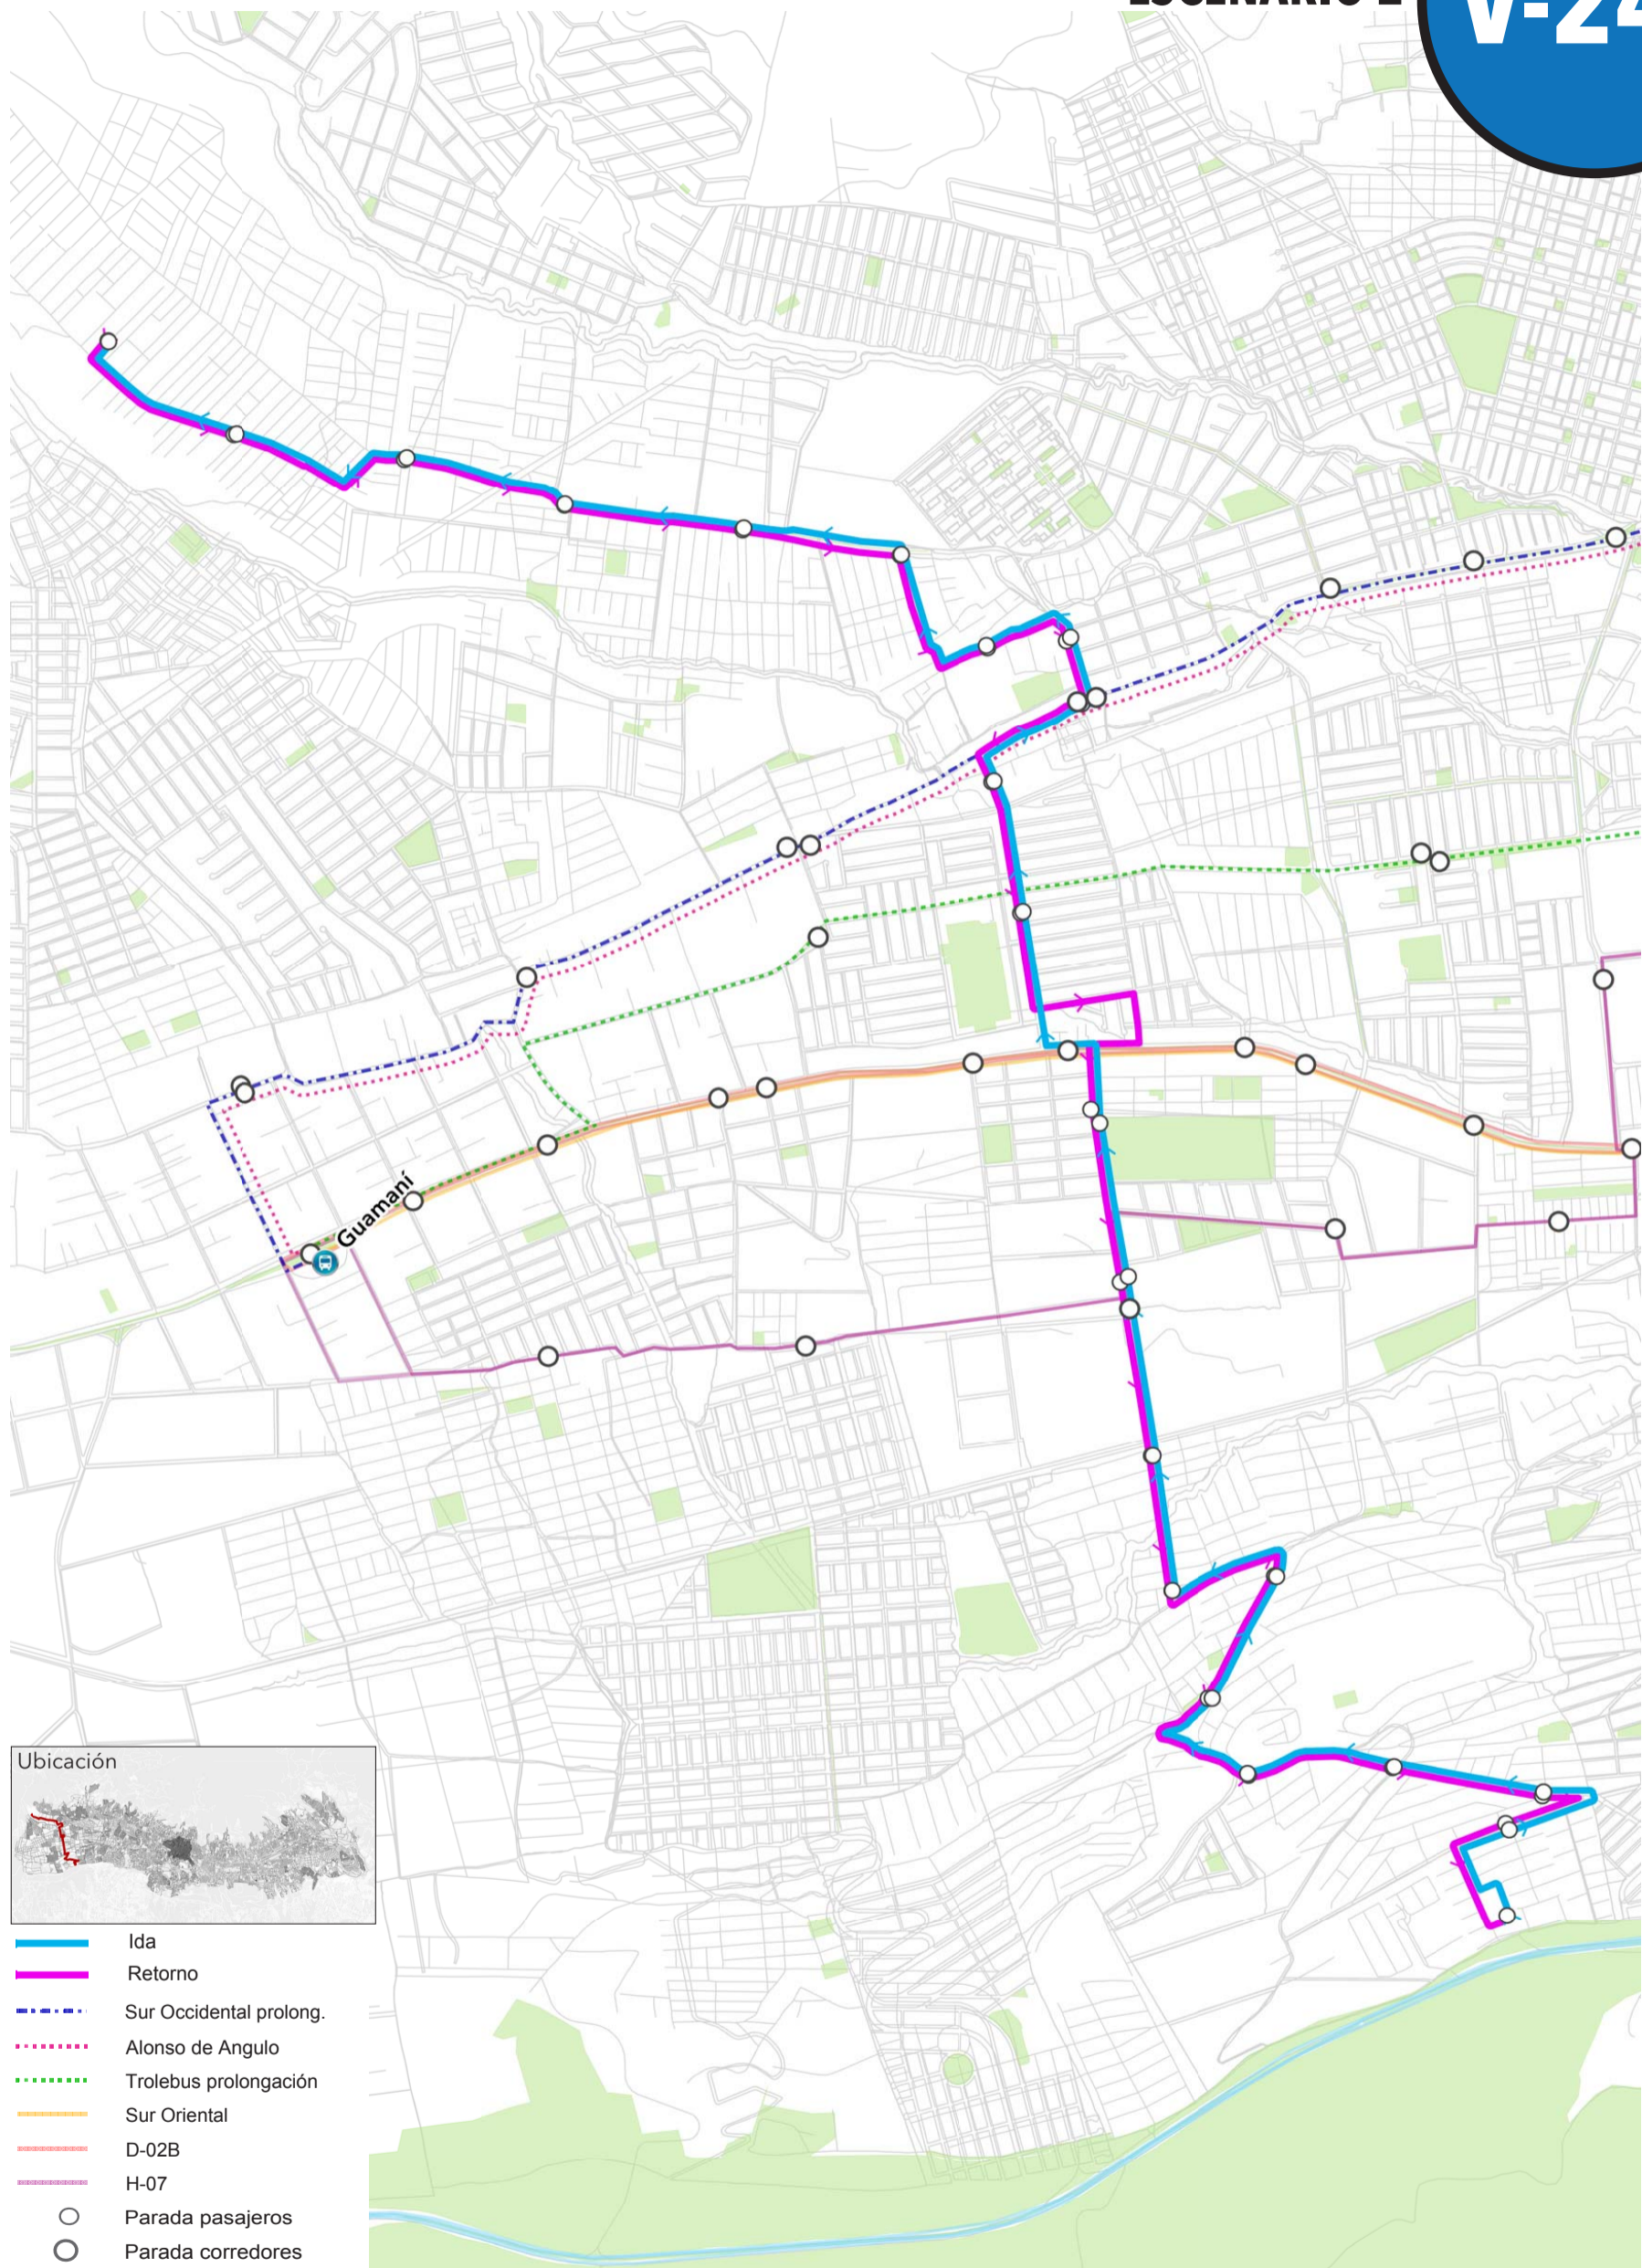 V-24
Guamaní
Ubicación
Ida
Retorno
Sur Occidental prolong.
Alonso de Angulo
Trolebus prolongación
Sur Oriental
D-02B
H-07
Parada pasajeros
Parada corredores